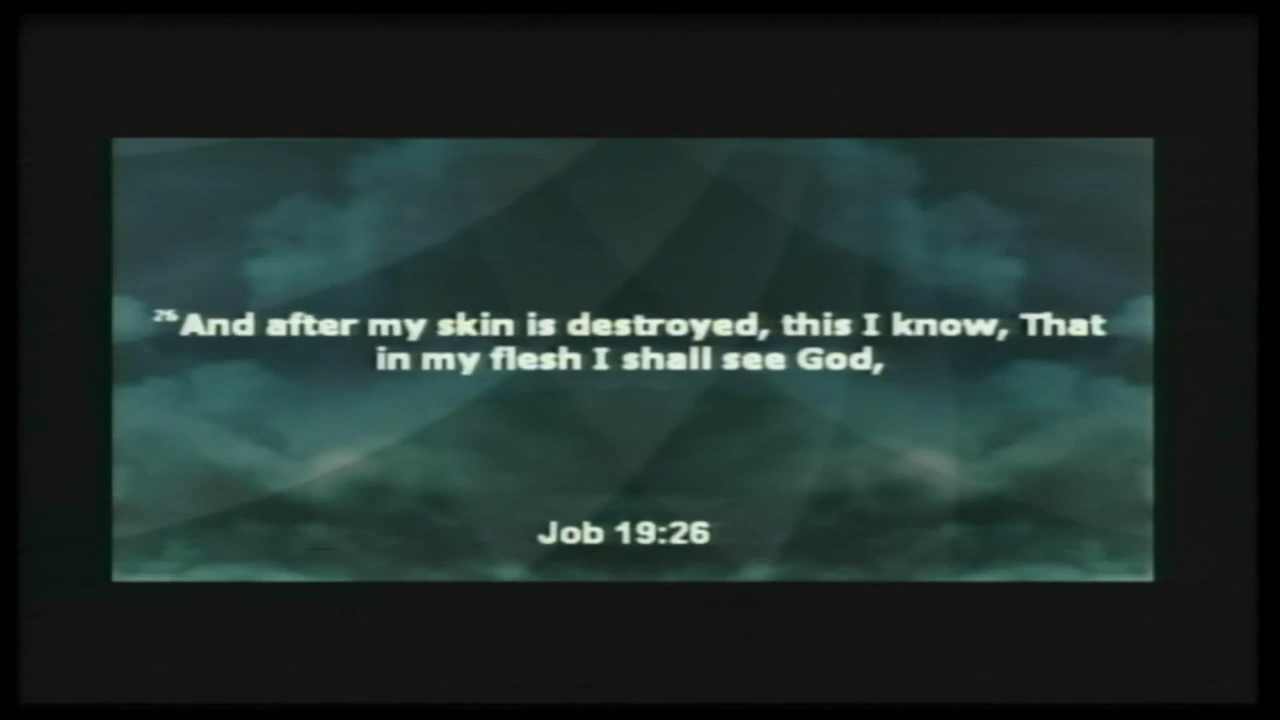 26And after my skin is destroyed, this I know, That
in my flesh I shall see God,
Job 19:26